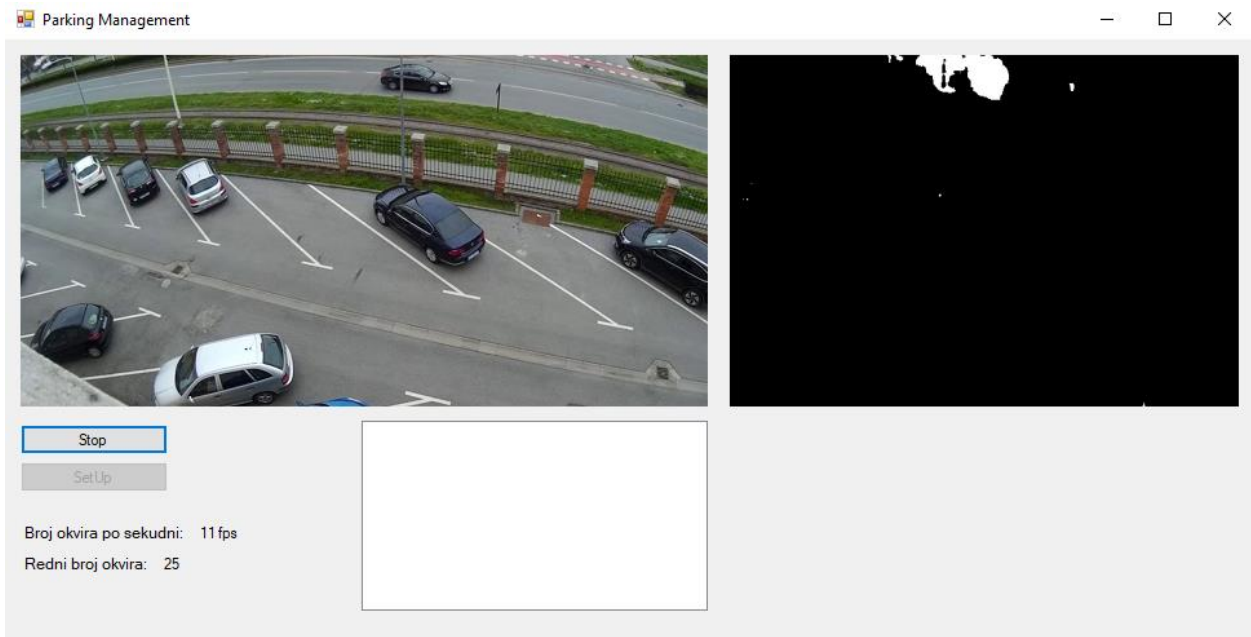 Parking Management
Stop
SetUp
Broj okvira po sekudni: 11 fps
Redni broj okvira: 25